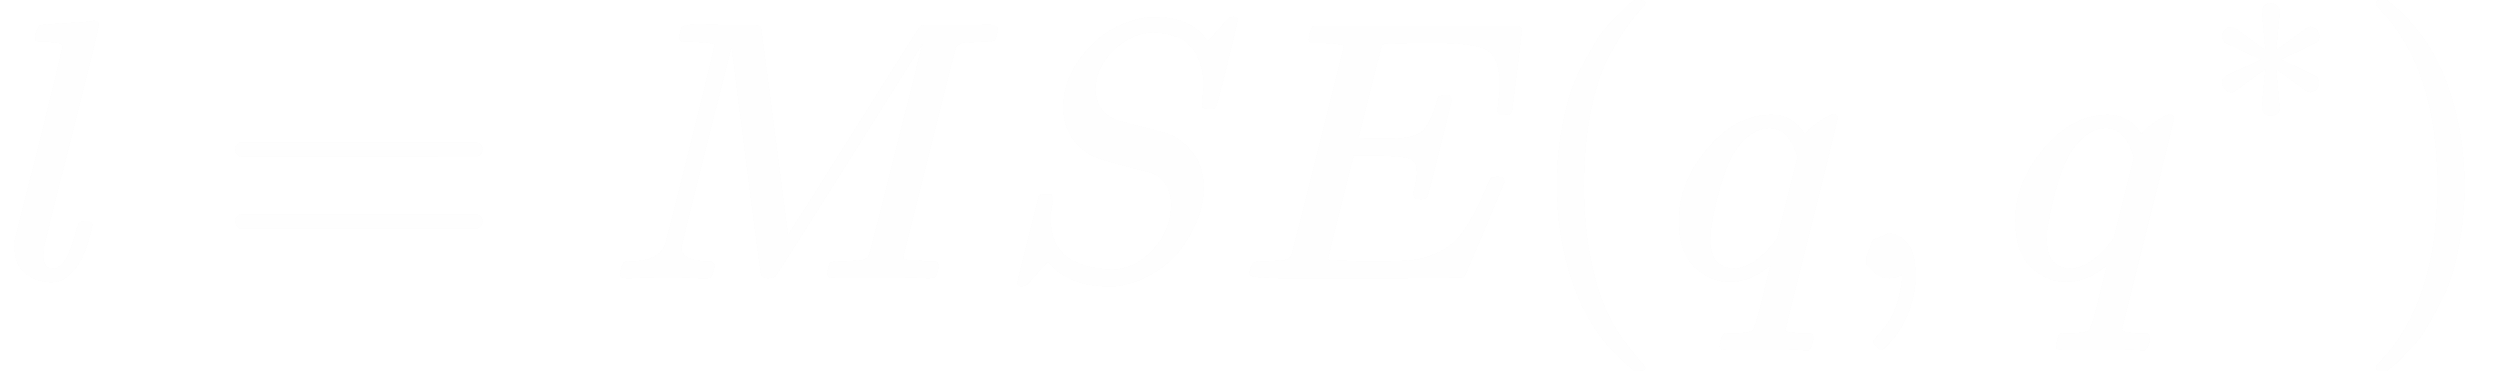 l = MSE(q, q*)